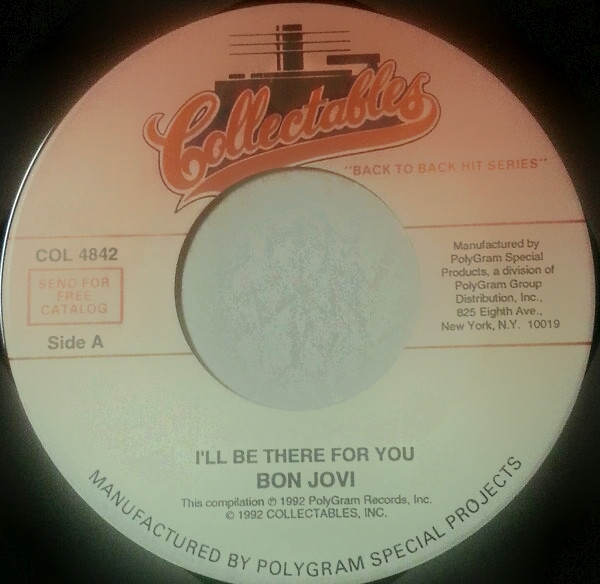 Collectables
"BACK TO BACK HIT SERIES"
COL 4842
SEND FOR
FREE
CATALOG
Side A
Manufactured by
PolyGram Special
Products, a division of
PolyGram Group
Distribution, Inc.,
825 Eighth Ave.,
New York, N.Y. 10019
I'LL BE THERE FOR YOU
BON JOVI
This compilation ℗ 1992 PolyGram Records, Inc.
© 1992 COLLECTABLES, INC.
MANUFACTURED BY POLYGRAM SPECIAL PROJECTS